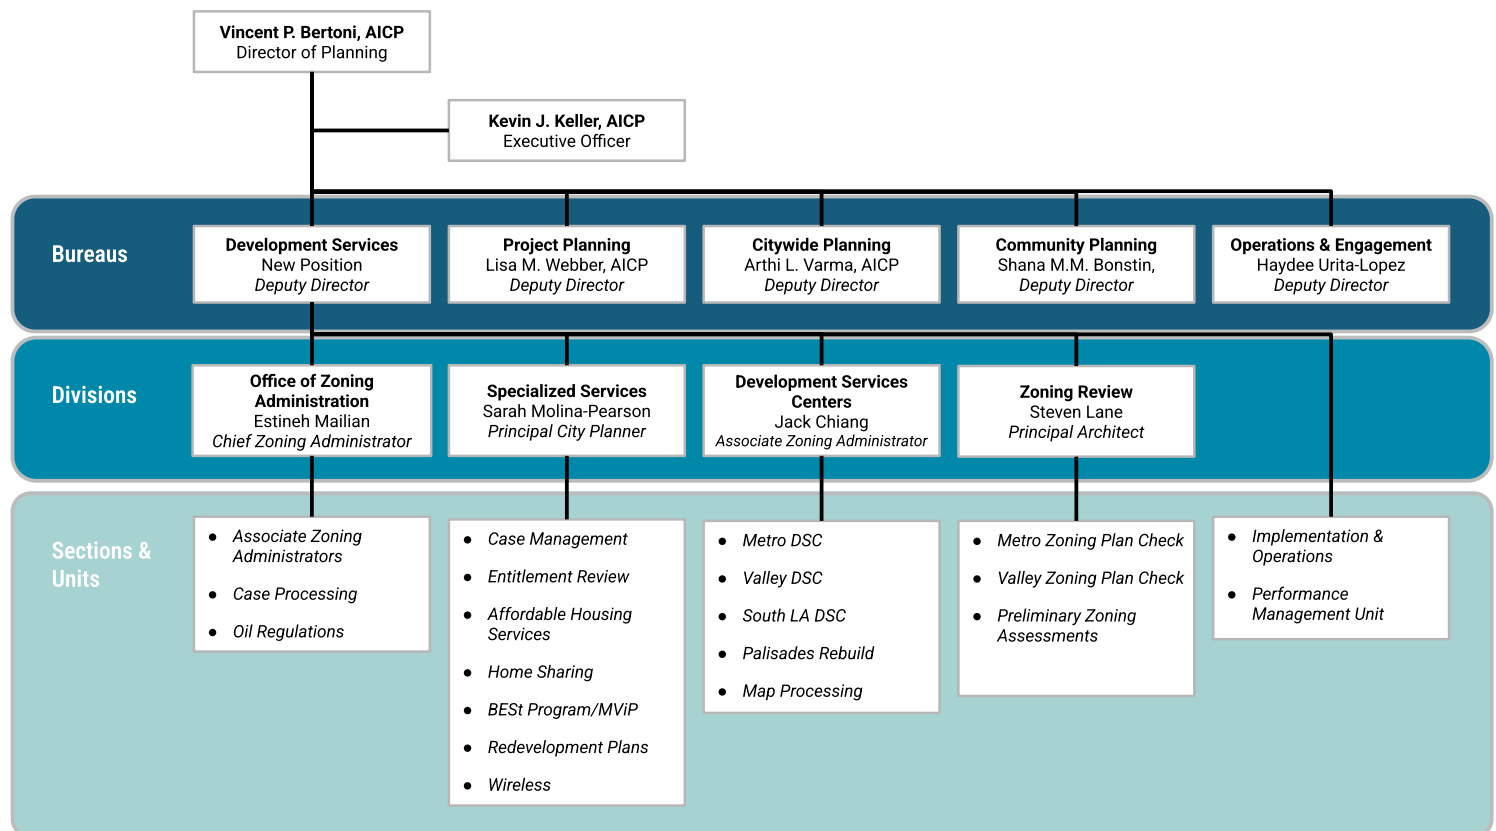 Vincent P. Bertoni, AICP
Director of Planning
Kevin J. Keller, AICP
Executive Officer
Bureaus
Development Services
New Position
Deputy Director
Project Planning
Lisa M. Webber, AICP
Deputy Director
Citywide Planning
Arthi L. Varma, AICP
Deputy Director
Community Planning
Shana M.M. Bonstin,
Deputy Director
Operations & Engagement
Haydee Urita-Lopez
Deputy Director
Divisions
Office of Zoning
Administration
Estineh Mailian
Chief Zoning Administrator
Specialized Services
Sarah Molina-Pearson
Principal City Planner
Development Services
Centers
Jack Chiang
Associate Zoning Administrator
Zoning Review
Steven Lane
Principal Architect
Sections &
Units
● Associate Zoning
Administrators
● Case Processing
● Oil Regulations
● Case Management
● Entitlement Review
● Affordable Housing
Services
● Home Sharing
● BESt Program/MViP
● Redevelopment Plans
● Wireless
● Metro DSC
● Valley DSC
● South LA DSC
● Palisades Rebuild
● Map Processing
● Metro Zoning Plan Check
● Valley Zoning Plan Check
● Preliminary Zoning
Assessments
● Implementation &
Operations
● Performance
Management Unit